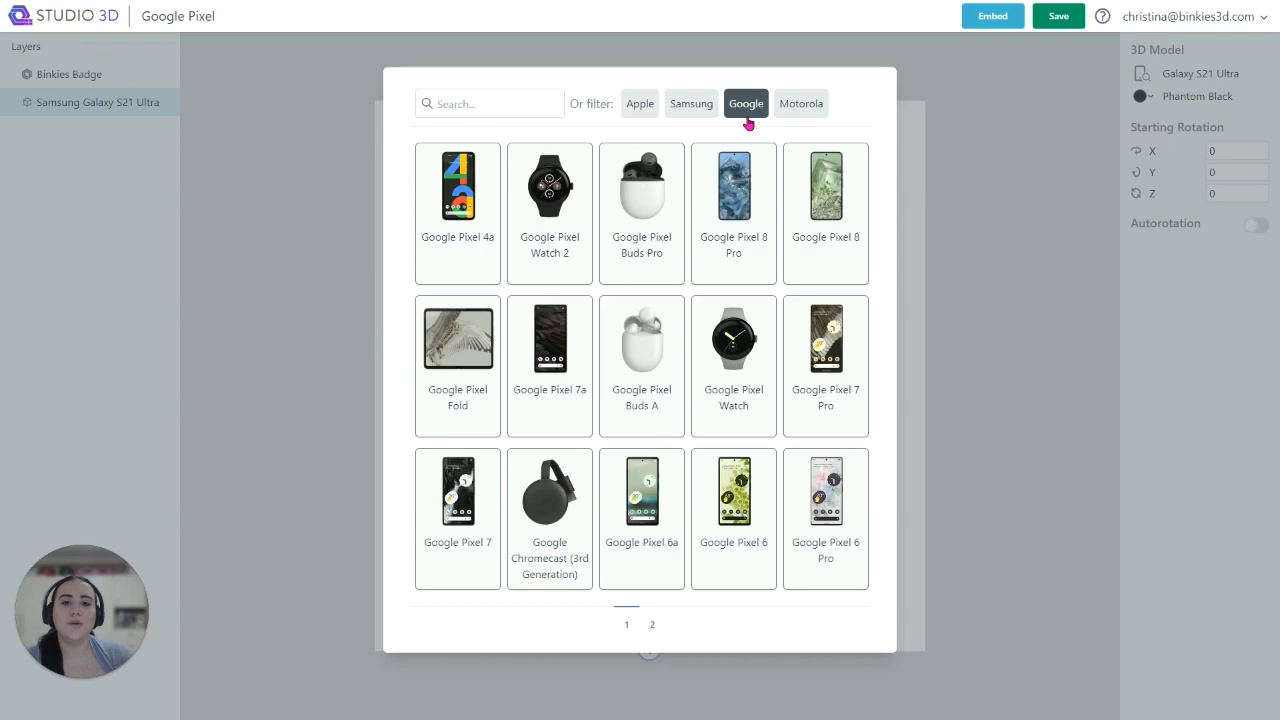 STUDIO 3D
Google Pixel
Embed
Save
christina@binkies3d.com
Layers
Binkies Badge
Samsung Galaxy S21 Ultra
Search...
Or filter:
Apple
Samsung
Google
Motorola
Google Pixel 4a
Google Pixel
Watch 2
Google Pixel
Buds Pro
Google Pixel 8
Pro
Google Pixel 8
Google Pixel
Fold
Google Pixel 7a
Google Pixel
Buds A
Google Pixel
Watch
Google Pixel 7
Pro
Google Pixel 7
Google
Chromecast (3rd
Generation)
Google Pixel 6a
Google Pixel 6
Google Pixel 6
Pro
1
2
3D Model
Galaxy S21 Ultra
Phantom Black
Starting Rotation
X 0
Y 0
Z 0
Autorotation